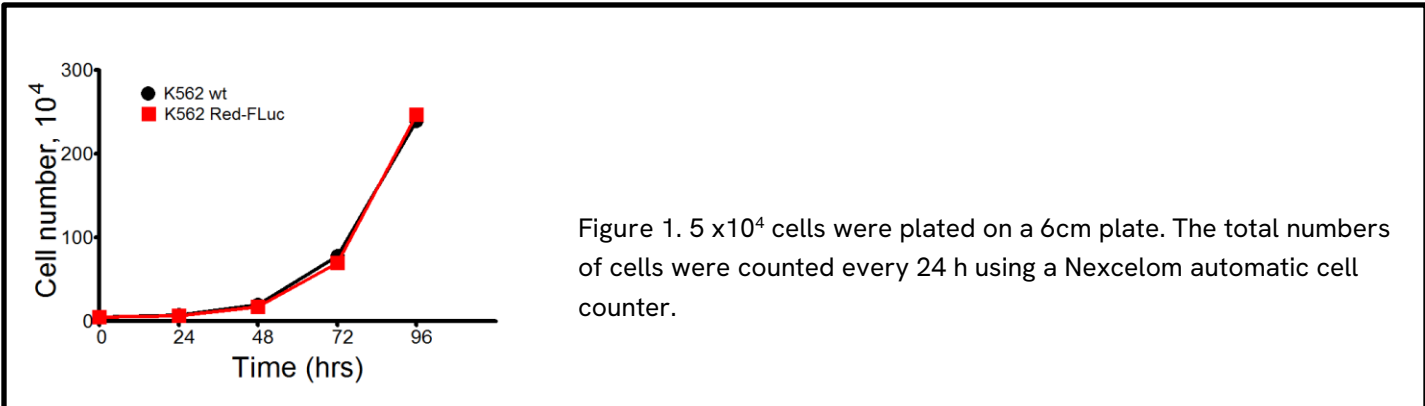 300
K562 wt
K562 Red-FLuc
200
100
0
Cell number, 10⁴
0 24 48 72 96
Time (hrs)
Figure 1. 5 x10⁴ cells were plated on a 6cm plate. The total numbers
of cells were counted every 24 h using a Nexcelom automatic cell
counter.